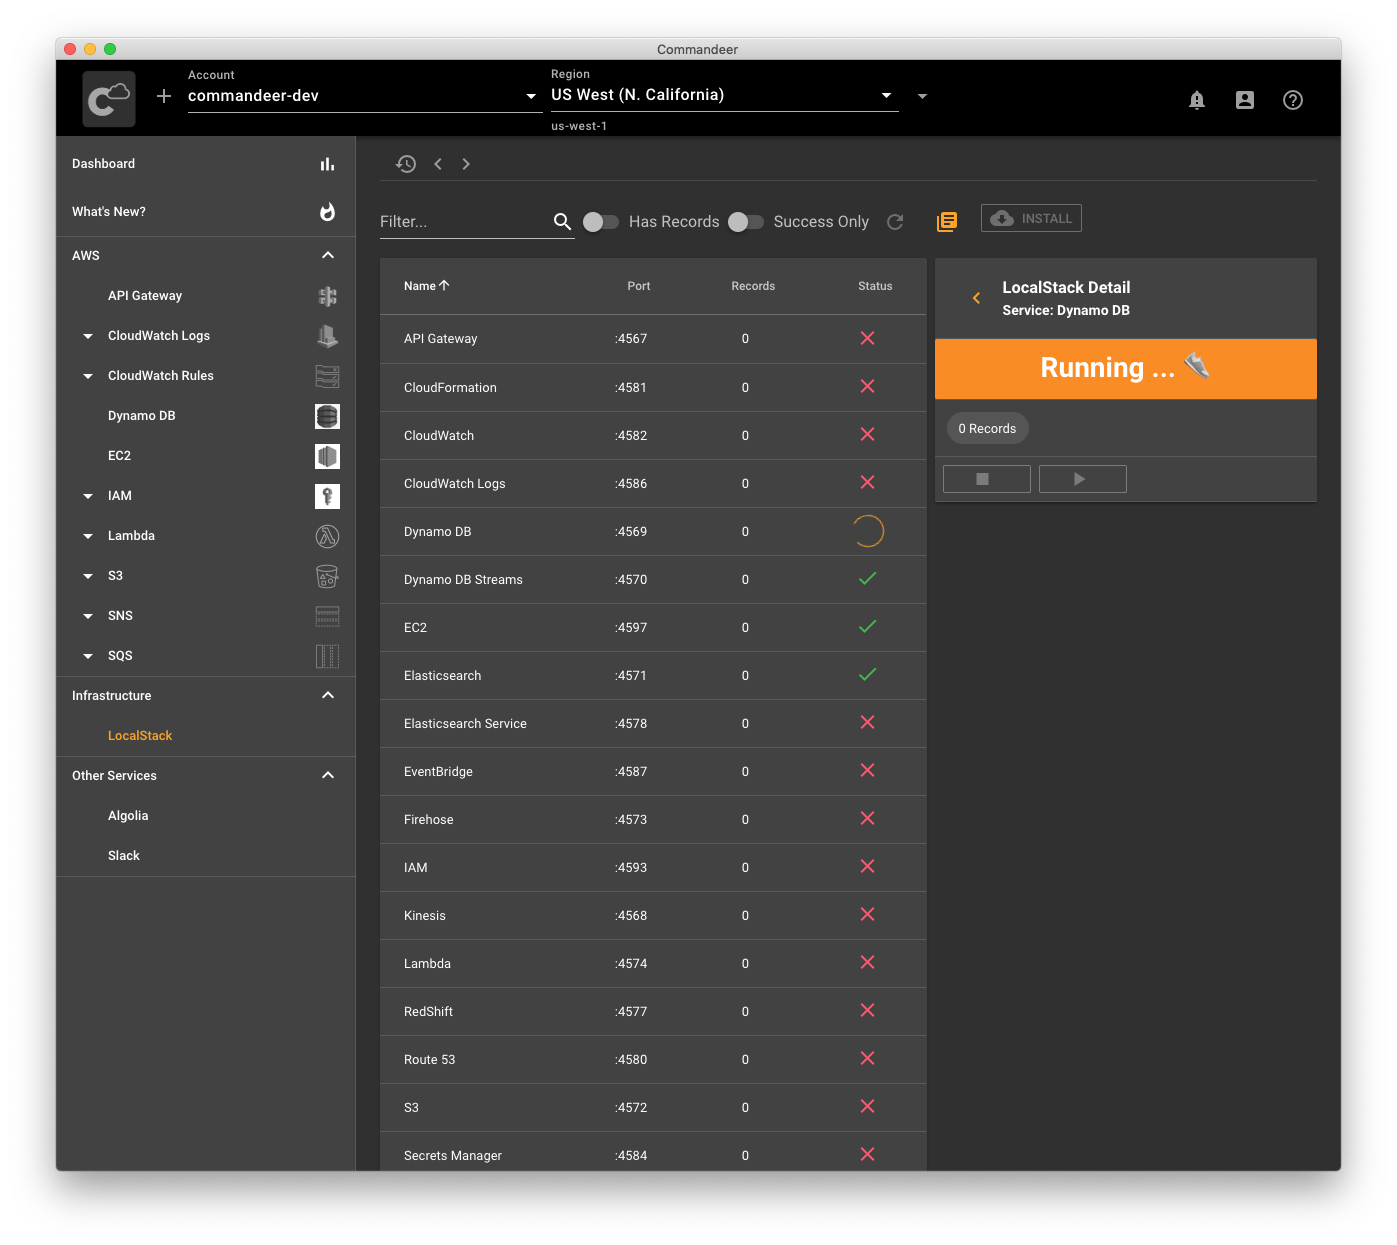 Commandeer
Account
commandeer-dev
Region
US West (N. California)
us-west-1
Dashboard
What's New?
AWS
API Gateway
CloudWatch Logs
CloudWatch Rules
Dynamo DB
EC2
IAM
Lambda
S3
SNS
SQS
Infrastructure
LocalStack
Other Services
Algolia
Slack
Filter... Has Records Success Only INSTALL
Name Port Records Status
API Gateway :4567 0
CloudFormation :4581 0
CloudWatch :4582 0
CloudWatch Logs :4586 0
Dynamo DB :4569 0
Dynamo DB Streams :4570 0
EC2 :4597 0
Elasticsearch :4571 0
Elasticsearch Service :4578 0
EventBridge :4587 0
Firehose :4573 0
IAM :4593 0
Kinesis :4568 0
Lambda :4574 0
RedShift :4577 0
Route 53 :4580 0
S3 :4572 0
Secrets Manager :4584 0
LocalStack Detail
Service: Dynamo DB
Running ...
0 Records